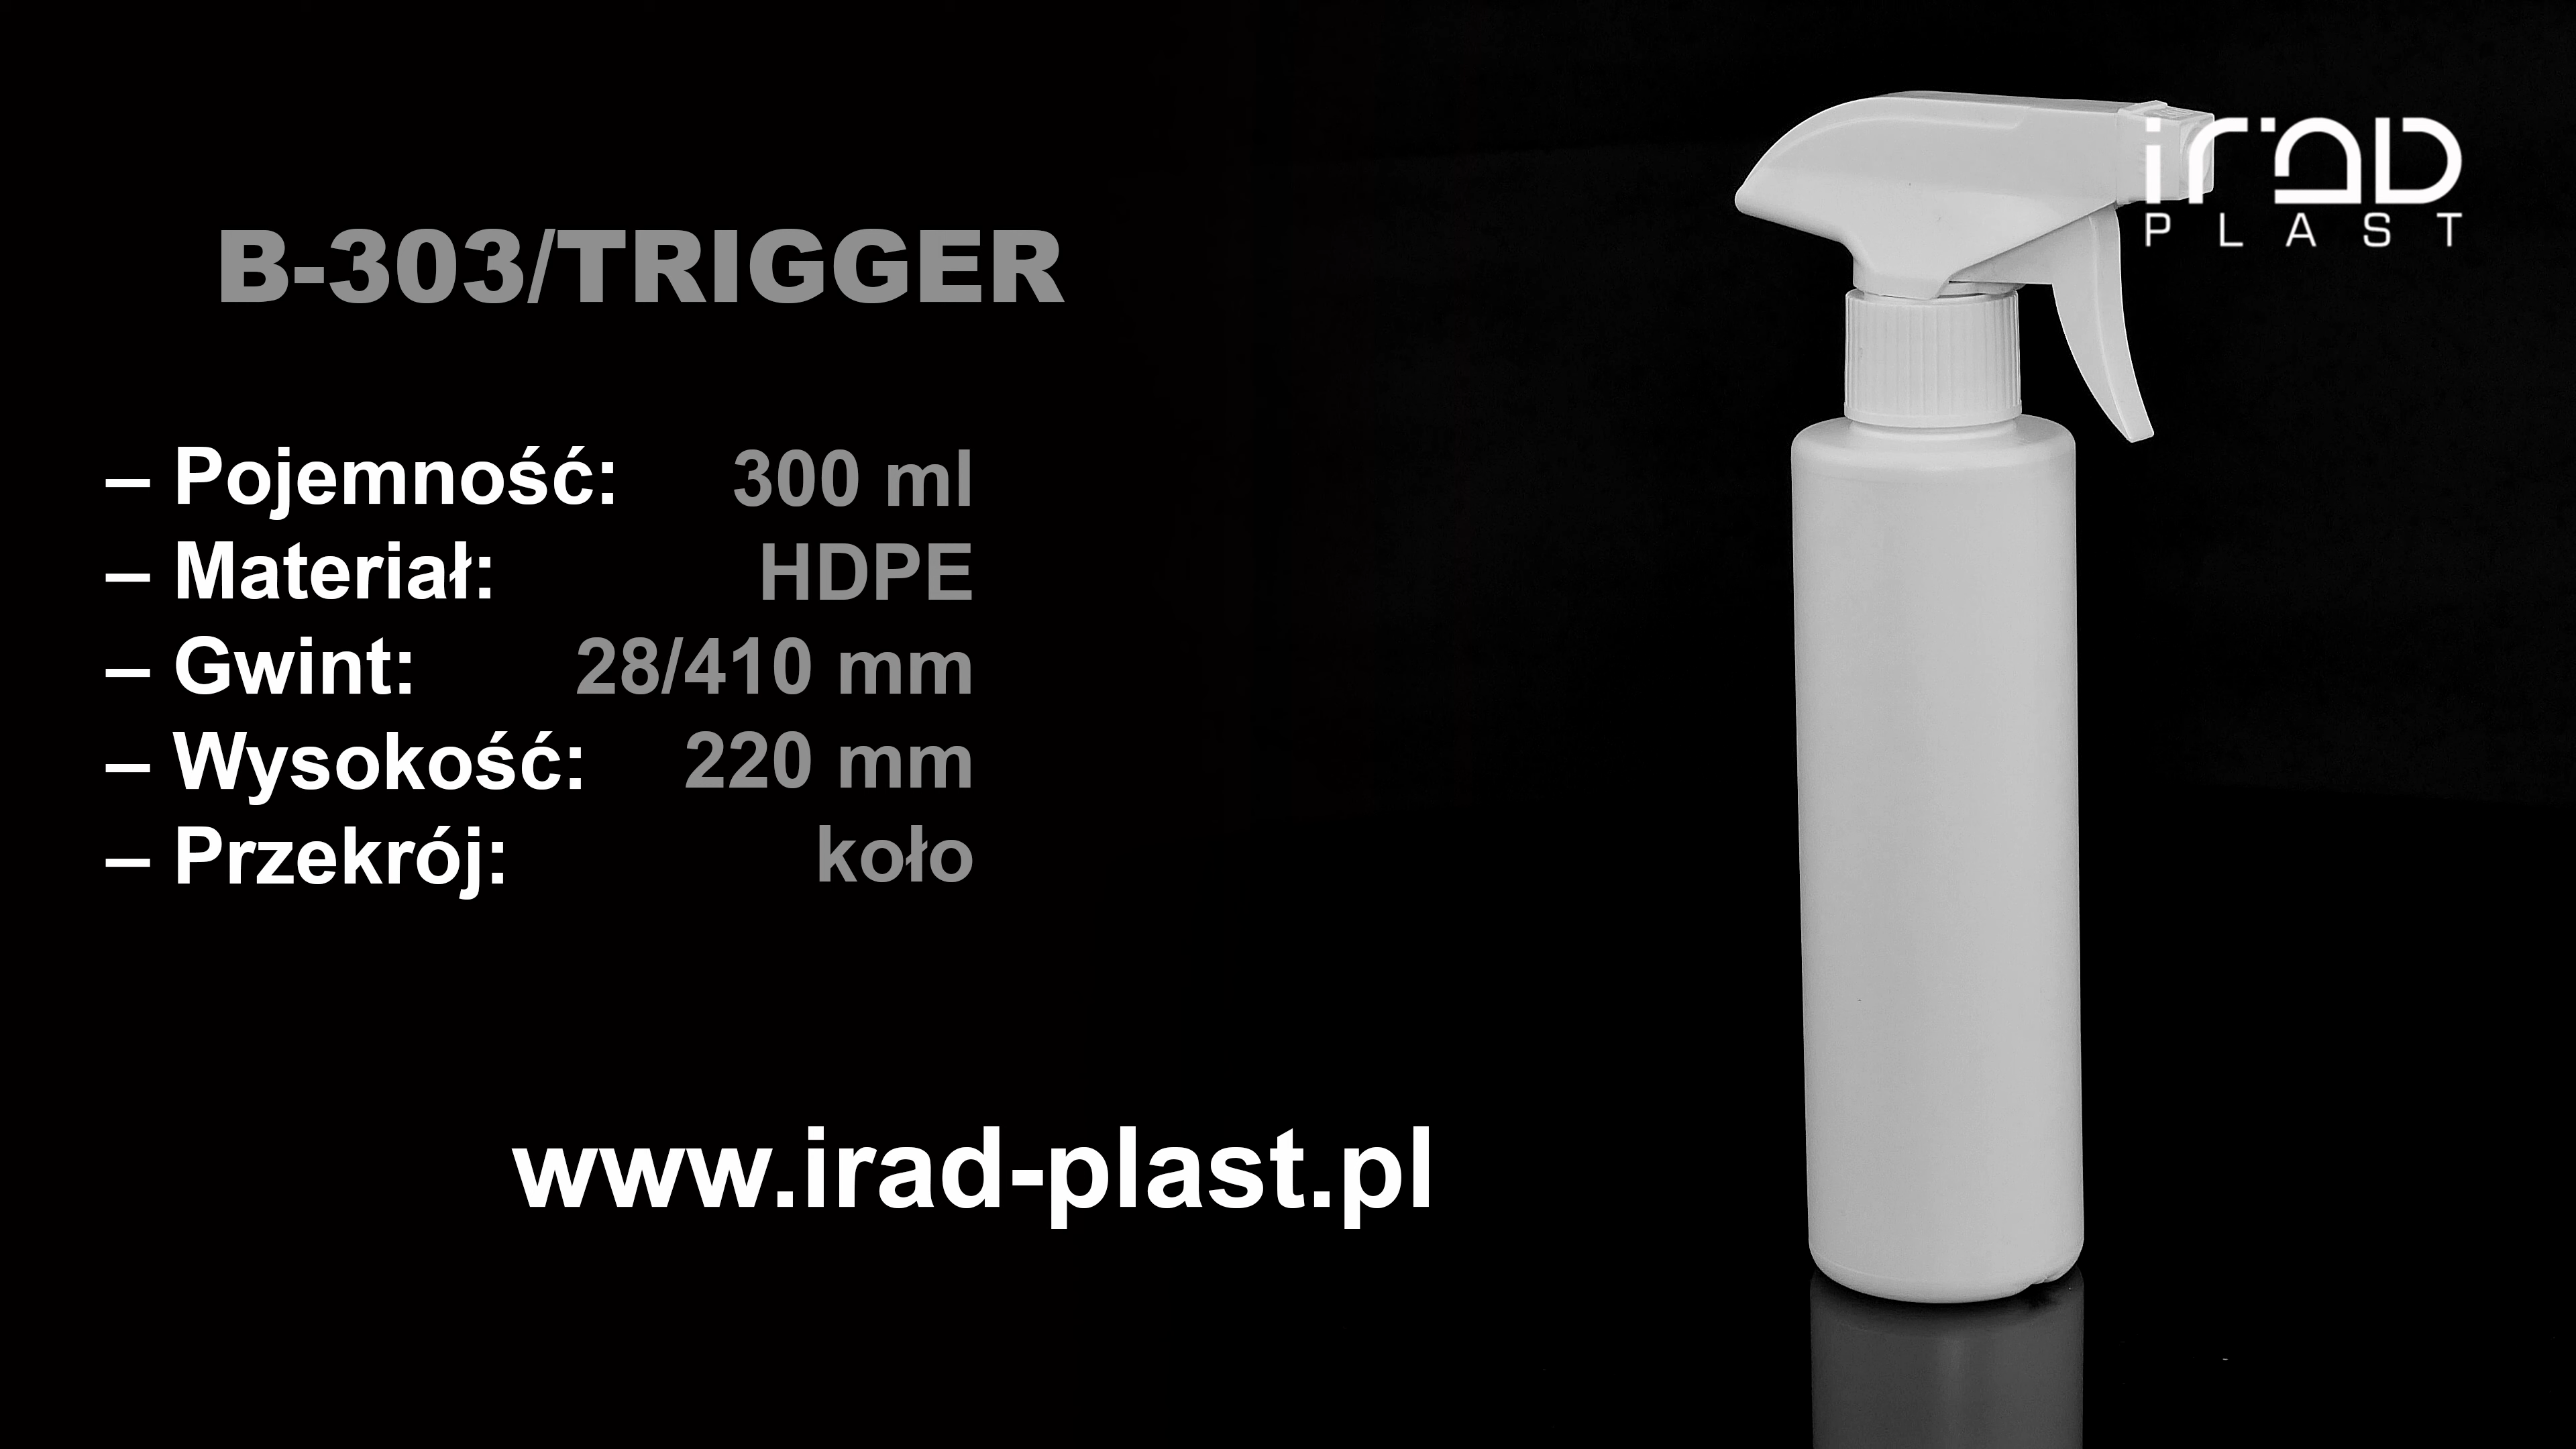 irad
PLAST
B-303/TRIGGER
– Pojemność: 300 ml
– Materiał: HDPE
– Gwint: 28/410 mm
– Wysokość: 220 mm
– Przekrój: koło
www.irad-plast.pl